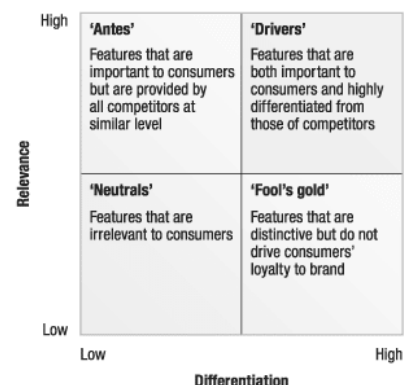 High
'Antes'
Features that are
important to consumers
but are provided by
all competitors at
similar level
'Drivers'
Features that are
both important to
consumers and highly
differentiated from
those of competitors
Relevance
'Neutrals'
Features that are
irrelevant to consumers
'Fool's gold'
Features that are
distinctive but do not
drive consumers'
loyalty to brand
Low
Low
High
Differentiation